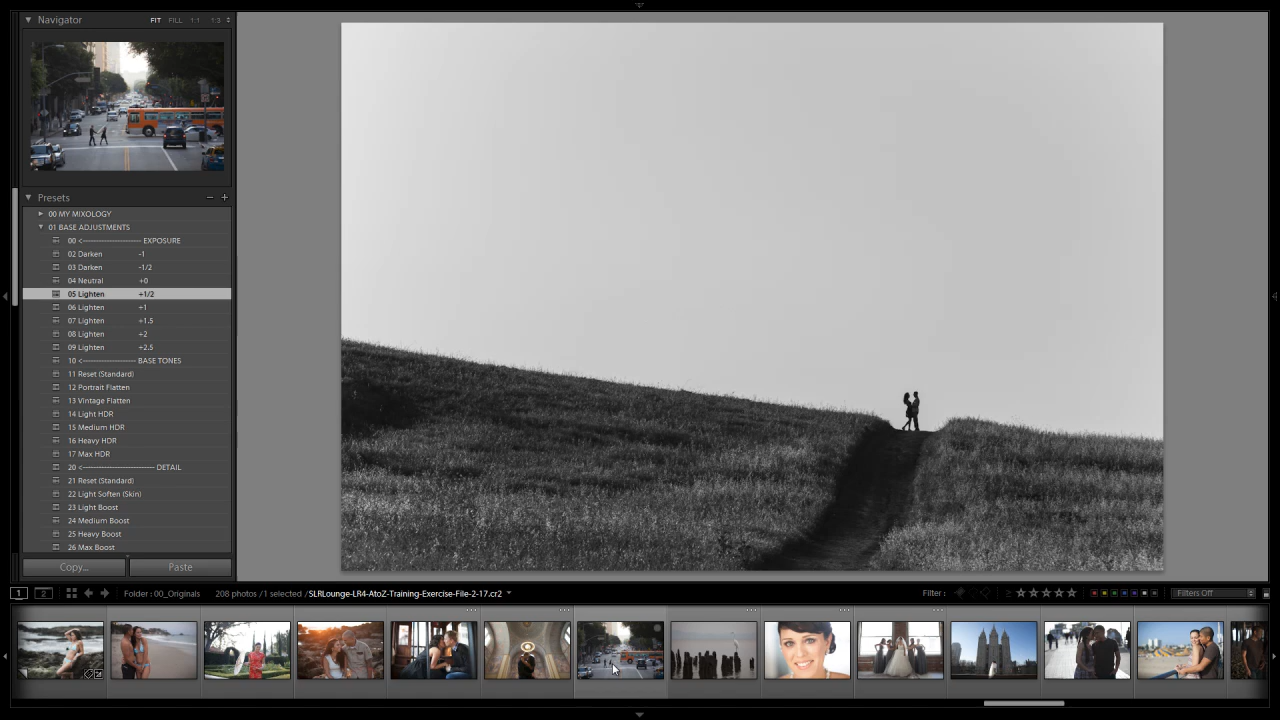 Navigator FIT FILL 1:1 1:3
Presets − +
00 MY MIXOLOGY
01 BASE ADJUSTMENTS
00 <----------------------- EXPOSURE
02 Darken -1
03 Darken -1/2
04 Neutral +0
05 Lighten +1/2
06 Lighten +1
07 Lighten +1.5
08 Lighten +2
09 Lighten +2.5
10 <---------------------- BASE TONES
11 Reset (Standard)
12 Portrait Flatten
13 Vintage Flatten
14 Light HDR
15 Medium HDR
16 Heavy HDR
17 Max HDR
20 <---------------------------- DETAIL
21 Reset (Standard)
22 Light Soften (Skin)
23 Light Boost
24 Medium Boost
25 Heavy Boost
26 Max Boost
Copy... Paste
1 2 Folder : 00_Originals 208 photos /1 selected /SLRLounge-LR4-AtoZ-Training-Exercise-File-2-17.cr2 Filter : Filters Off